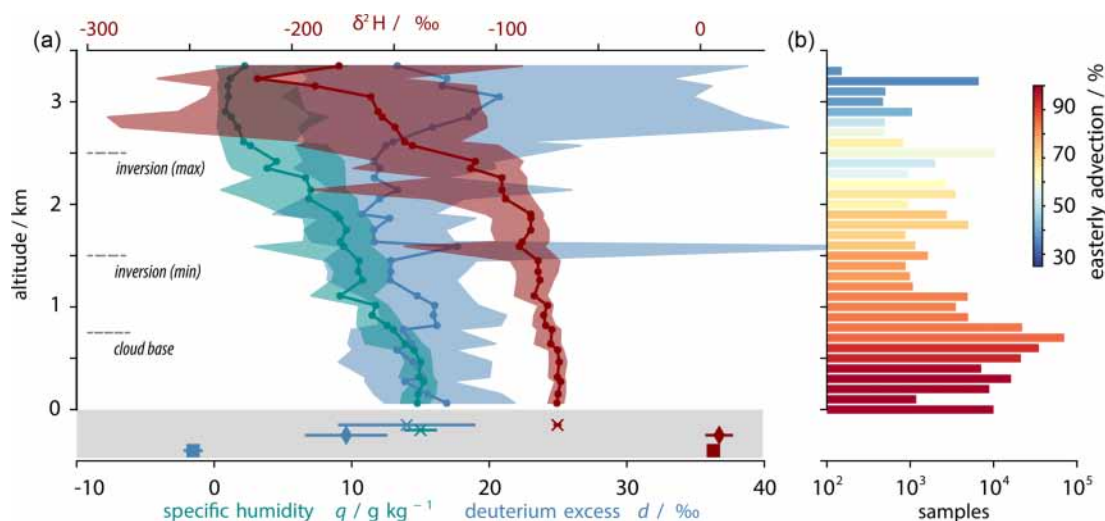 (a)
δ²H / ‰
-300
-200
-100
0
altitude / km
3
2
1
0
inversion (max)
inversion (min)
cloud base
-10
0
10
20
30
40
specific humidity q / g kg⁻¹
deuterium excess d / ‰
(b)
easterly advection / %
90
70
50
30
10² 10³ 10⁴ 10⁵
samples